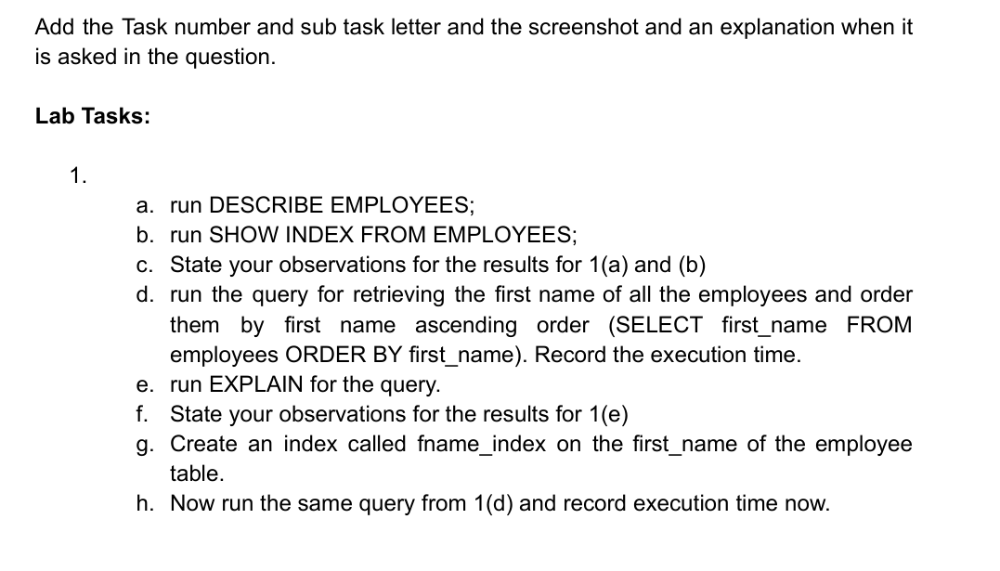 Add the Task number and sub task letter and the screenshot and an explanation when it
is asked in the question.
Lab Tasks:
1.
a. run DESCRIBE EMPLOYEES;
b. run SHOW INDEX FROM EMPLOYEES;
c. State your observations for the results for 1(a) and (b)
d. run the query for retrieving the first name of all the employees and order
them by first name ascending order (SELECT first_name FROM
employees ORDER BY first_name). Record the execution time.
e. run EXPLAIN for the query.
f. State your observations for the results for 1(e)
g. Create an index called fname_index on the first_name of the employee
table.
h. Now run the same query from 1(d) and record execution time now.